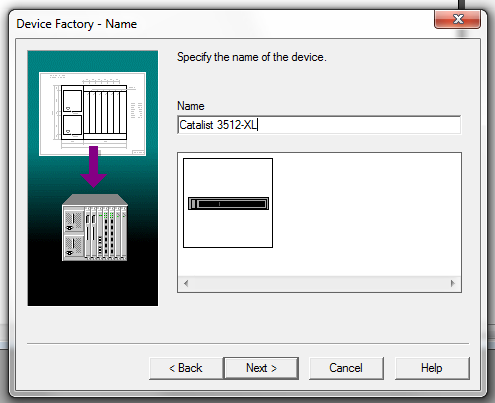 Device Factory - Name
Specify the name of the device.
Name
Catalist 3512-XL
< Back
Next >
Cancel
Help